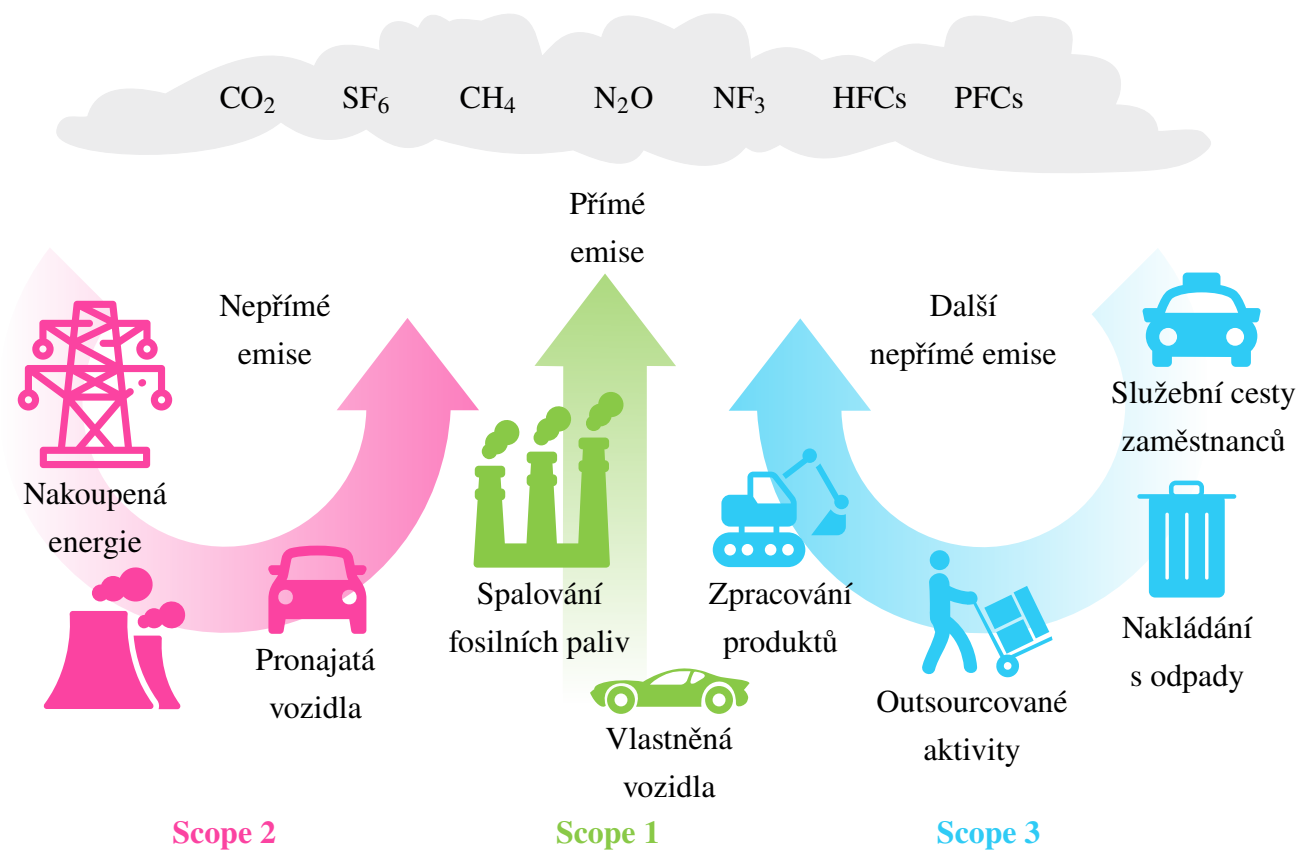 CO₂ SF₆ CH₄ N₂O NF₃ HFCs PFCs
Přímé
emise
Nepřímé
emise
Další
nepřímé emise
Nakoupená
energie
Pronajatá
vozidla
Spalování
fosilních paliv
Vlastněná
vozidla
Zpracování
produktů
Outsourcované
aktivity
Služební cesty
zaměstnanců
Nakládání
s odpady
Scope 2
Scope 1
Scope 3